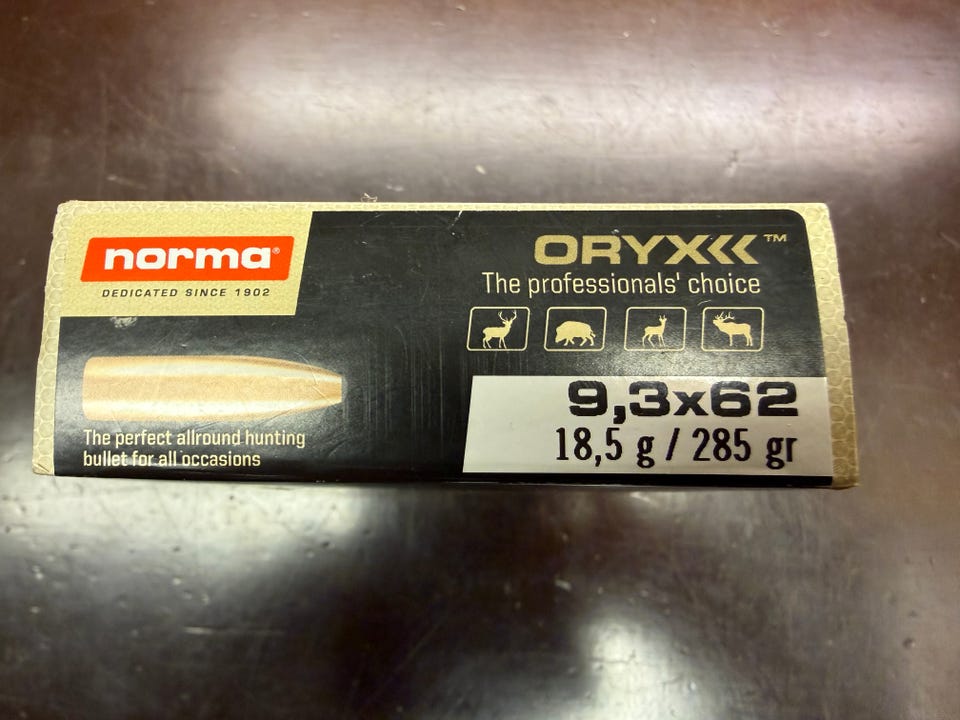 norma®
DEDICATED SINCE 1902
ORYX™
The professionals' choice
The perfect allround hunting
bullet for all occasions
9,3x62
18,5 g / 285 gr